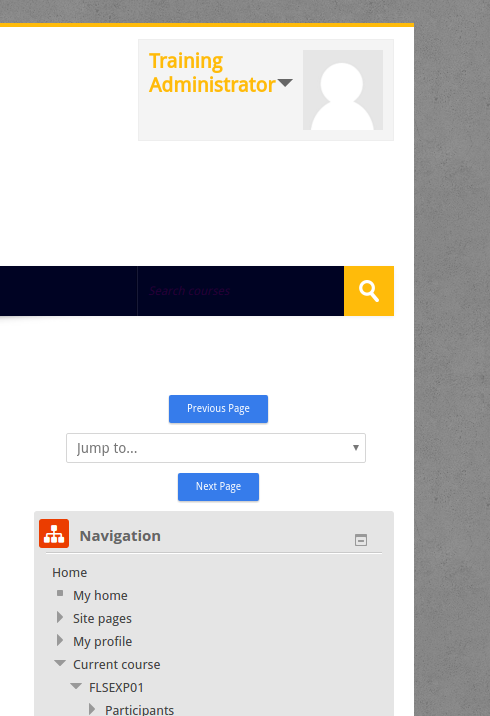 Training
Administrator
Search courses
Previous Page
Jump to...
Next Page
Navigation
Home
My home
Site pages
My profile
Current course
FLSEXP01
Participants